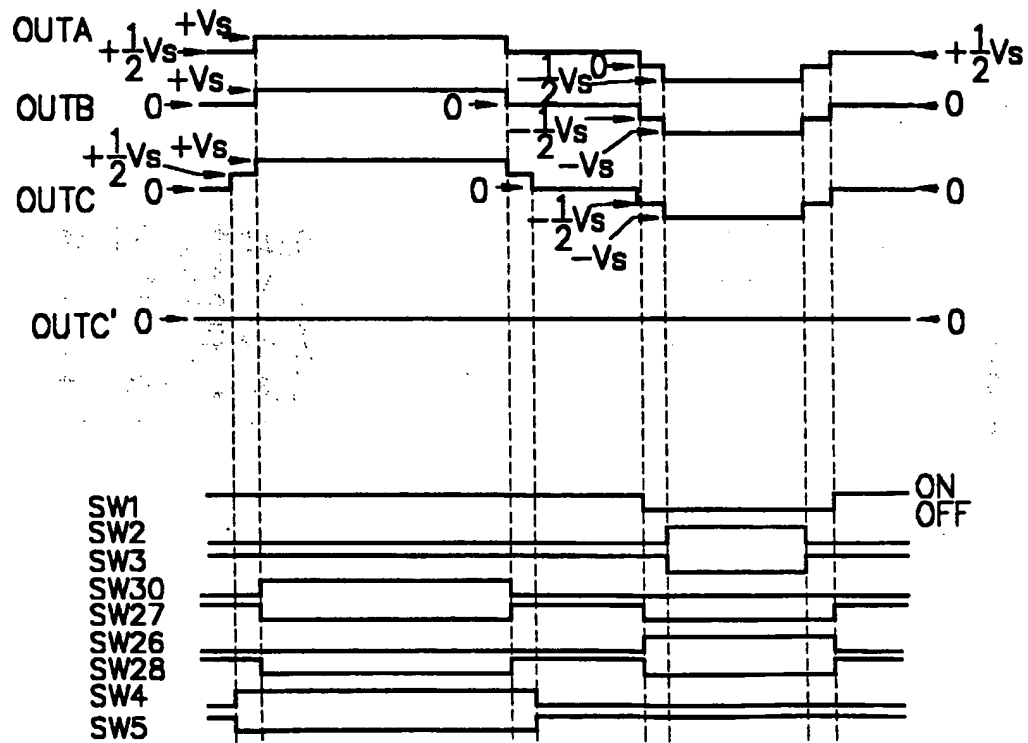 OUTA +Vs
+1/2Vs 0 +1/2Vs
-1/2Vs
+Vs
OUTB 0 0 0
-1/2Vs
-Vs
+1/2Vs +Vs
OUTC 0 0 0
-1/2Vs
-Vs
OUTC' 0 0
SW1 ON
OFF
SW2
SW3
SW30
SW27
SW26
SW28
SW4
SW5